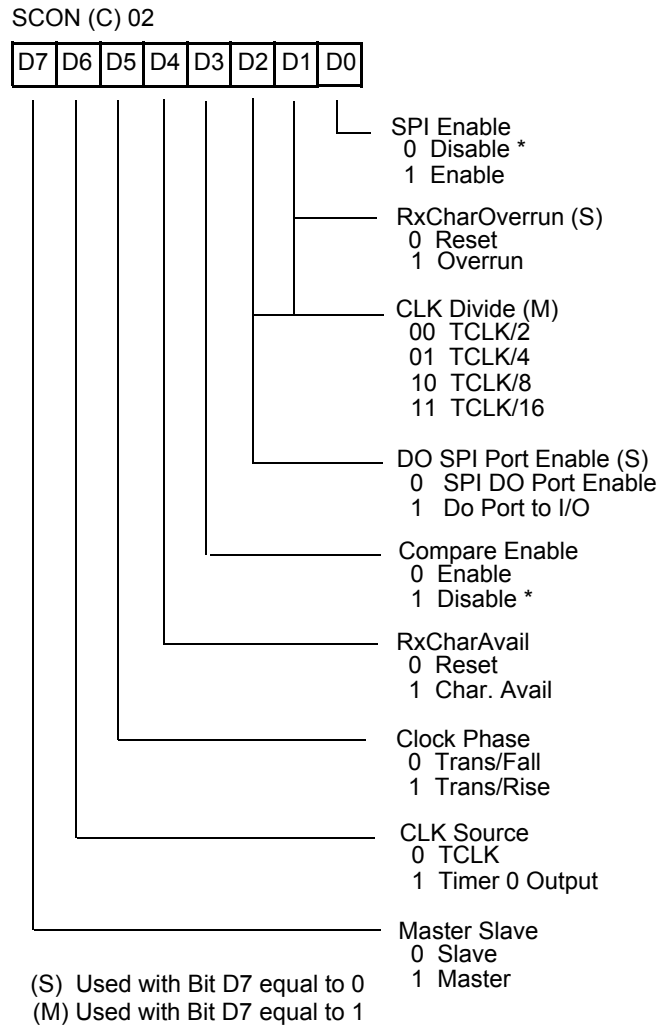 SCON (C) 02
D7 D6 D5 D4 D3 D2 D1 D0
SPI Enable
0 Disable *
1 Enable
RxCharOverrun (S)
0 Reset
1 Overrun
CLK Divide (M)
00 TCLK/2
01 TCLK/4
10 TCLK/8
11 TCLK/16
DO SPI Port Enable (S)
0 SPI DO Port Enable
1 Do Port to I/O
Compare Enable
0 Enable
1 Disable *
RxCharAvail
0 Reset
1 Char. Avail
Clock Phase
0 Trans/Fall
1 Trans/Rise
CLK Source
0 TCLK
1 Timer 0 Output
Master Slave
0 Slave
1 Master
(S) Used with Bit D7 equal to 0
(M) Used with Bit D7 equal to 1